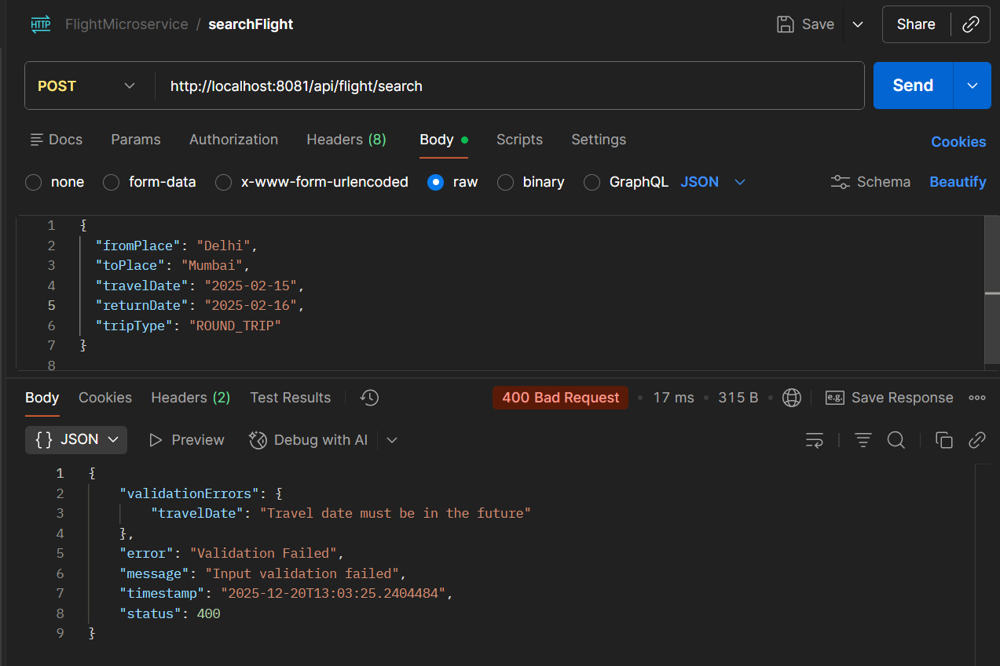 HTTP FlightMicroservice / searchFlight Save Share
POST http://localhost:8081/api/flight/search Send
Docs Params Authorization Headers (8) Body Scripts Settings Cookies
none form-data x-www-form-urlencoded raw binary GraphQL JSON Schema Beautify
1 {
2 "fromPlace": "Delhi",
3 "toPlace": "Mumbai",
4 "travelDate": "2025-02-15",
5 "returnDate": "2025-02-16",
6 "tripType": "ROUND_TRIP"
7 }
8
Body Cookies Headers (2) Test Results 400 Bad Request • 17 ms • 315 B • e.g. Save Response
{} JSON Preview Debug with AI
1 {
2 "validationErrors": {
3 "travelDate": "Travel date must be in the future"
4 },
5 "error": "Validation Failed",
6 "message": "Input validation failed",
7 "timestamp": "2025-12-20T13:03:25.2404484",
8 "status": 400
9 }